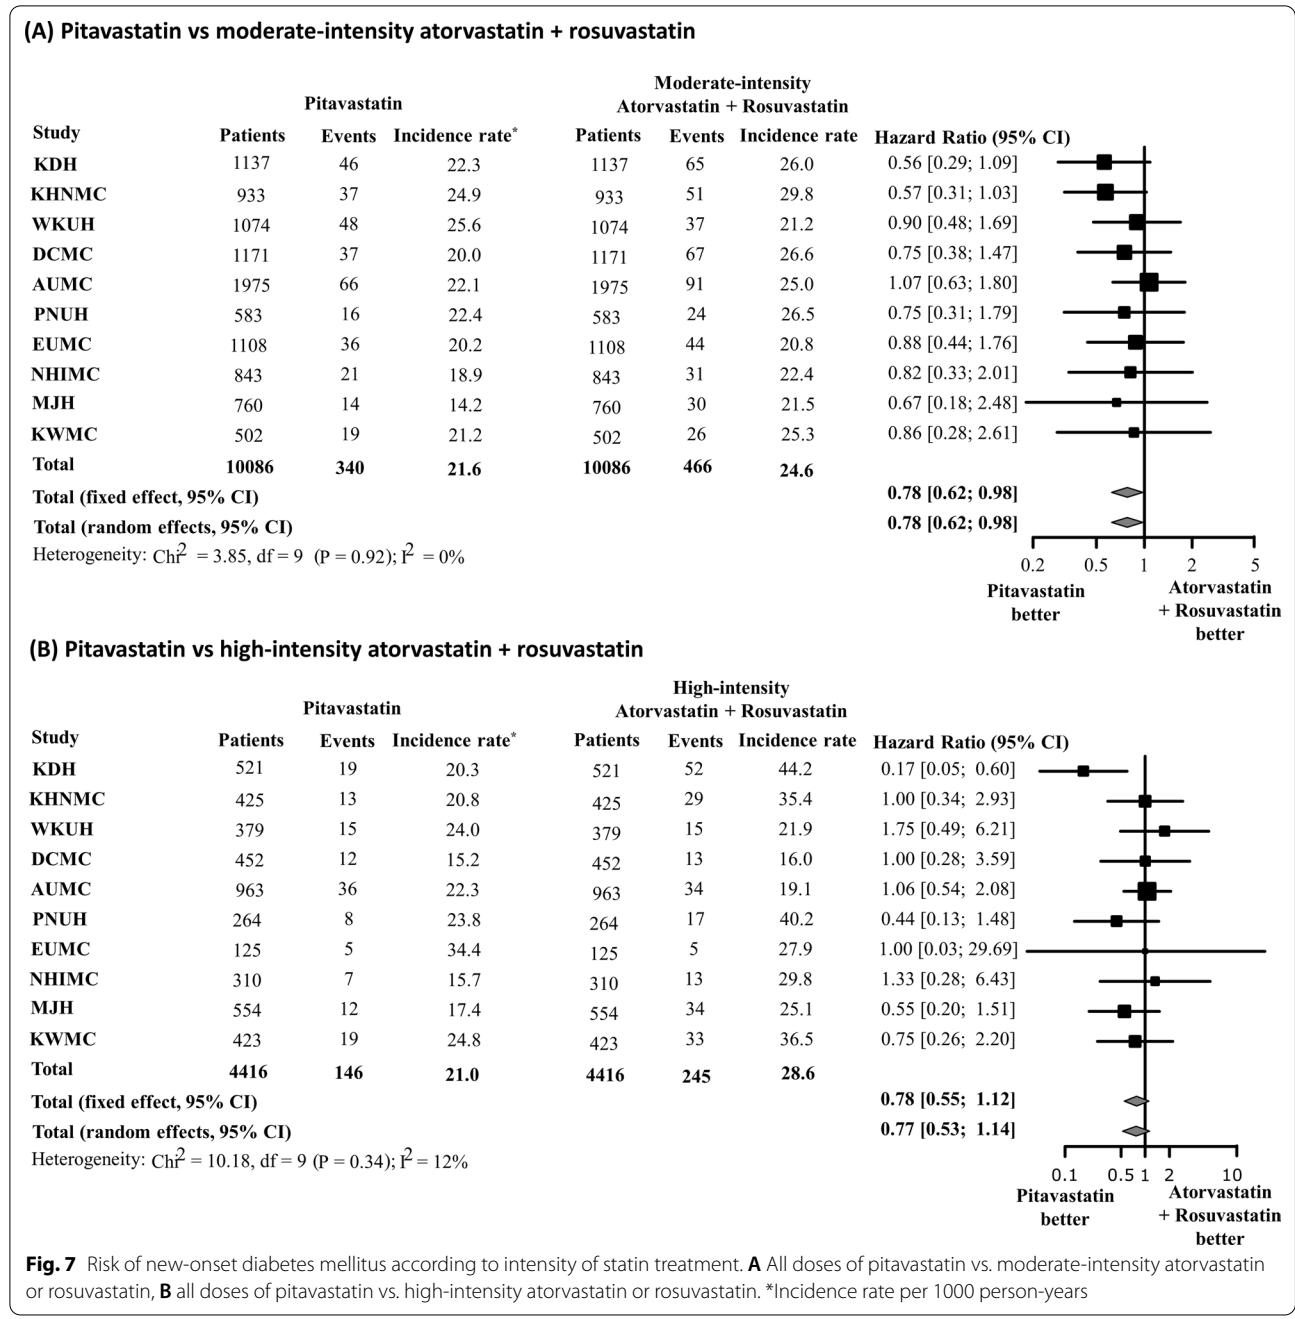 (A) Pitavastatin vs moderate-intensity atorvastatin + rosuvastatin
Moderate-intensity
Pitavastatin Atorvastatin + Rosuvastatin
Study Patients Events Incidence rate* Patients Events Incidence rate Hazard Ratio (95% CI)
KDH 1137 46 22.3 1137 65 26.0 0.56 [0.29; 1.09]
KHNMC 933 37 24.9 933 51 29.8 0.57 [0.31; 1.03]
WKUH 1074 48 25.6 1074 37 21.2 0.90 [0.48; 1.69]
DCMC 1171 37 20.0 1171 67 26.6 0.75 [0.38; 1.47]
AUMC 1975 66 22.1 1975 91 25.0 1.07 [0.63; 1.80]
PNUH 583 16 22.4 583 24 26.5 0.75 [0.31; 1.79]
EUMC 1108 36 20.2 1108 44 20.8 0.88 [0.44; 1.76]
NHIMC 843 21 18.9 843 31 22.4 0.82 [0.33; 2.01]
MJH 760 14 14.2 760 30 21.5 0.67 [0.18; 2.48]
KWMC 502 19 21.2 502 26 25.3 0.86 [0.28; 2.61]
Total 10086 340 21.6 10086 466 24.6
Total (fixed effect, 95% CI) 0.78 [0.62; 0.98]
Total (random effects, 95% CI) 0.78 [0.62; 0.98]
Heterogeneity: Chi² = 3.85, df = 9 (P = 0.92); I² = 0%
0.2 0.5 1 2 5
Pitavastatin better
Atorvastatin + Rosuvastatin better
(B) Pitavastatin vs high-intensity atorvastatin + rosuvastatin
High-intensity
Pitavastatin Atorvastatin + Rosuvastatin
Study Patients Events Incidence rate* Patients Events Incidence rate Hazard Ratio (95% CI)
KDH 521 19 20.3 521 52 44.2 0.17 [0.05; 0.60]
KHNMC 425 13 20.8 425 29 35.4 1.00 [0.34; 2.93]
WKUH 379 15 24.0 379 15 21.9 1.75 [0.49; 6.21]
DCMC 452 12 15.2 452 13 16.0 1.00 [0.28; 3.59]
AUMC 963 36 22.3 963 34 19.1 1.06 [0.54; 2.08]
PNUH 264 8 23.8 264 17 40.2 0.44 [0.13; 1.48]
EUMC 125 5 34.4 125 5 27.9 1.00 [0.03; 29.69]
NHIMC 310 7 15.7 310 13 29.8 1.33 [0.28; 6.43]
MJH 554 12 17.4 554 34 25.1 0.55 [0.20; 1.51]
KWMC 423 19 24.8 423 33 36.5 0.75 [0.26; 2.20]
Total 4416 146 21.0 4416 245 28.6
Total (fixed effect, 95% CI) 0.78 [0.55; 1.12]
Total (random effects, 95% CI) 0.77 [0.53; 1.14]
Heterogeneity: Chi² = 10.18, df = 9 (P = 0.34); I² = 12%
0.1 0.5 1 2 10
Pitavastatin better
Atorvastatin + Rosuvastatin better
Fig. 7 Risk of new-onset diabetes mellitus according to intensity of statin treatment. A All doses of pitavastatin vs. moderate-intensity atorvastatin
or rosuvastatin, B all doses of pitavastatin vs. high-intensity atorvastatin or rosuvastatin. *Incidence rate per 1000 person-years